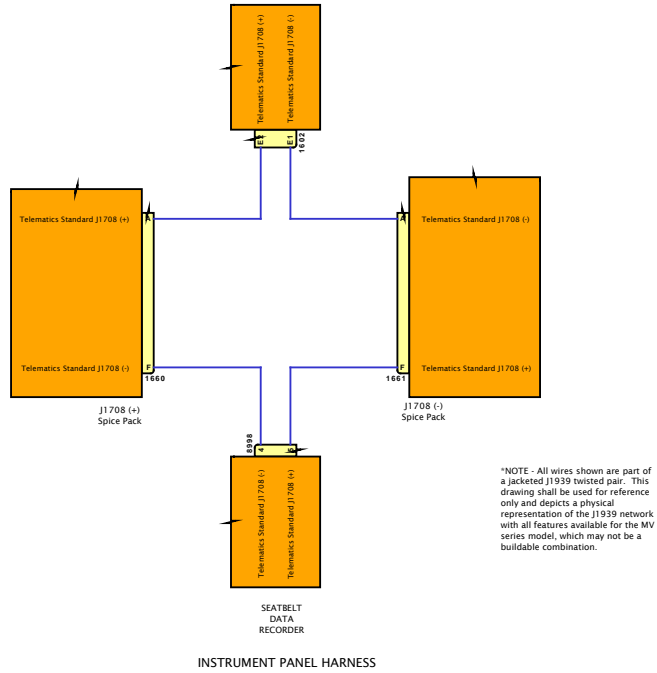 Telematics Standard J1708 (+)
Telematics Standard J1708 (-)
E2
E1
1602
Telematics Standard J1708 (+)
A
A
Telematics Standard J1708 (-)
Telematics Standard J1708 (-)
F
F
Telematics Standard J1708 (+)
1660
1661
J1708 (+)
Spice Pack
J1708 (-)
Spice Pack
8998
4
5
Telematics Standard J1708 (-)
Telematics Standard J1708 (+)
*NOTE - All wires shown are part of
a jacketed J1939 twisted pair. This
drawing shall be used for reference
only and depicts a physical
representation of the J1939 network
with all features available for the MV
series model, which may not be a
buildable combination.
SEATBELT
DATA
RECORDER
INSTRUMENT PANEL HARNESS